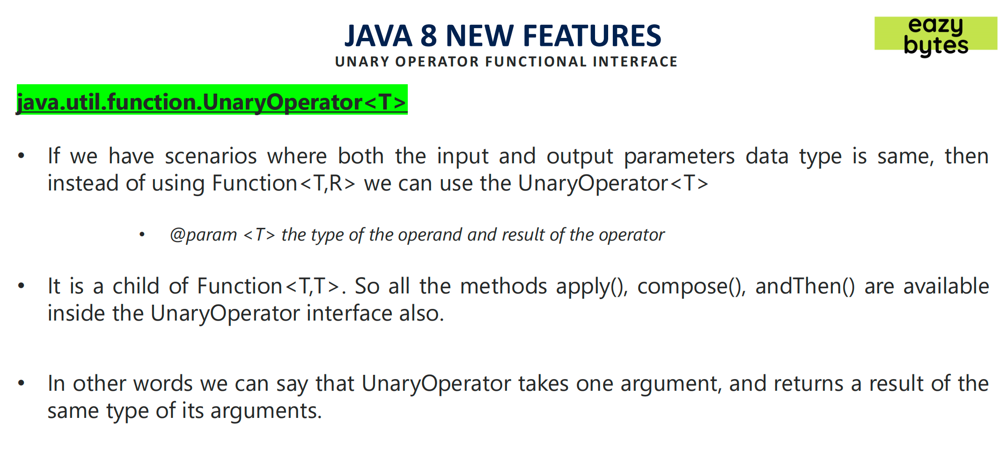 JAVA 8 NEW FEATURES
UNARY OPERATOR FUNCTIONAL INTERFACE
eazy
bytes
java.util.function.UnaryOperator<T>
• If we have scenarios where both the input and output parameters data type is same, then
instead of using Function<T,R> we can use the UnaryOperator<T>
• @param <T> the type of the operand and result of the operator
• It is a child of Function<T,T>. So all the methods apply(), compose(), andThen() are available
inside the UnaryOperator interface also.
• In other words we can say that UnaryOperator takes one argument, and returns a result of the
same type of its arguments.